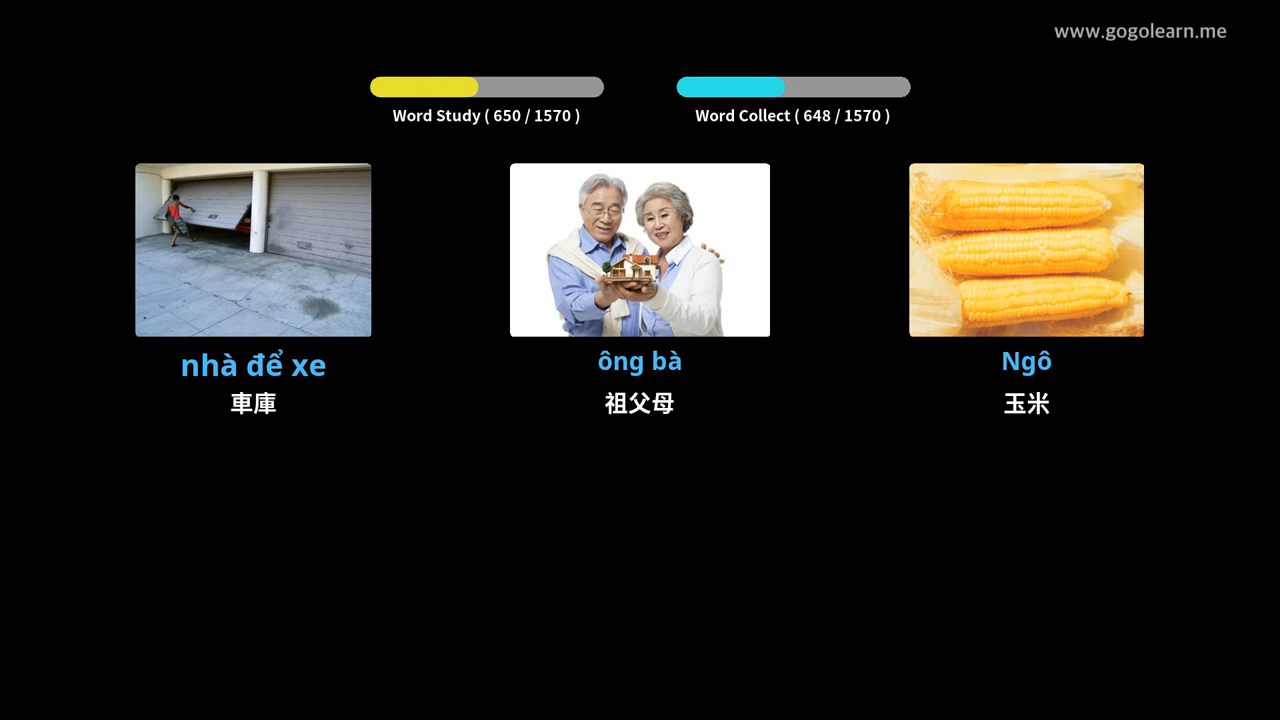 www.gogolearn.me
Word Study ( 650 / 1570 )
Word Collect ( 648 / 1570 )
nhà để xe
車庫
ông bà
祖父母
Ngô
玉米